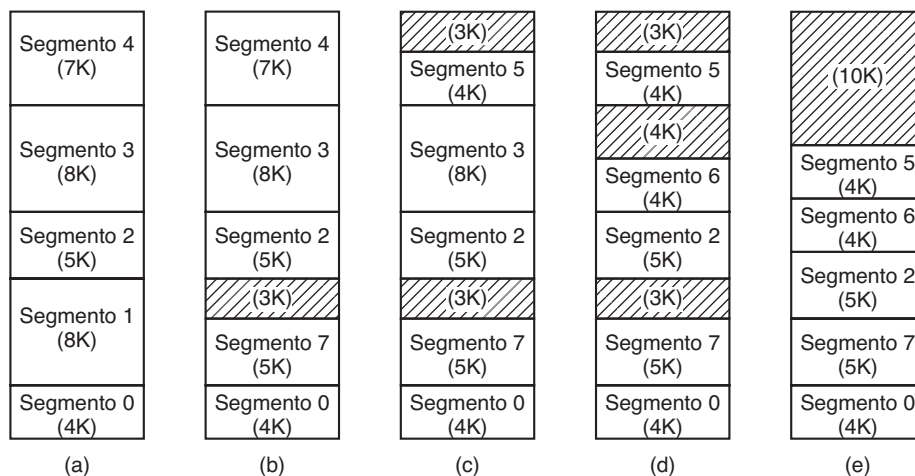 Segmento 4
(7K)
Segmento 3
(8K)
Segmento 2
(5K)
Segmento 1
(8K)
Segmento 0
(4K)
(a)
Segmento 4
(7K)
Segmento 3
(8K)
Segmento 2
(5K)
(3K)
Segmento 7
(5K)
Segmento 0
(4K)
(b)
(3K)
Segmento 5
(4K)
Segmento 3
(8K)
Segmento 2
(5K)
(3K)
Segmento 7
(5K)
Segmento 0
(4K)
(c)
(3K)
Segmento 5
(4K)
(4K)
Segmento 6
(4K)
Segmento 2
(5K)
(3K)
Segmento 7
(5K)
Segmento 0
(4K)
(d)
(10K)
Segmento 5
(4K)
Segmento 6
(4K)
Segmento 2
(5K)
Segmento 7
(5K)
Segmento 0
(4K)
(e)